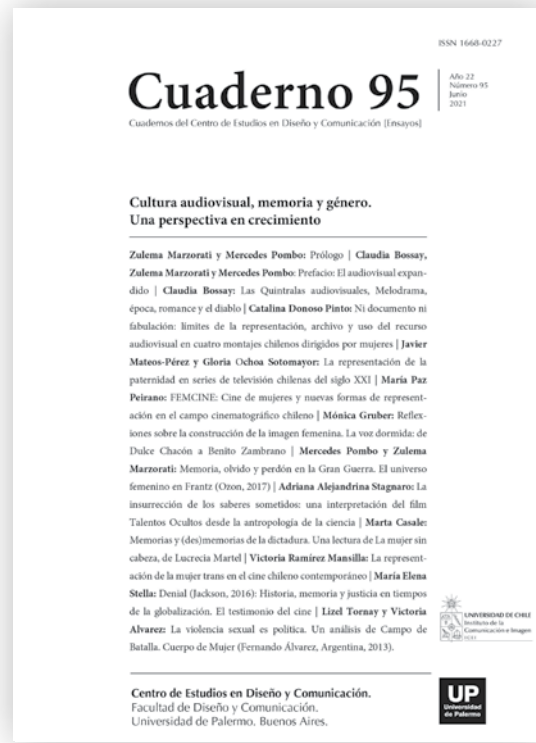 ISSN 1668-0227
Cuaderno 95
Año 22
Número 95
Junio
2021
Cuadernos del Centro de Estudios en Diseño y Comunicación [Ensayos]
Cultura audiovisual, memoria y género.
Una perspectiva en crecimiento
Zulema Marzorati y Mercedes Pombo: Prólogo | Claudia Bossay,
Zulema Marzorati y Mercedes Pombo: Prefacio: El audiovisual expan-
dido | Claudia Bossay: Las Quintralas audiovisuales, Melodrama,
época, romance y el diablo | Catalina Donoso Pinto: Ni documento ni
fabulación: límites de la representación, archivo y uso del recurso
audiovisual en cuatro montajes chilenos dirigidos por mujeres | Javier
Mateos-Pérez y Gloria Ochoa Sotomayor: La representación de la
paternidad en series de televisión chilenas del siglo XXI | María Paz
Peirano: FEMCINE: Cine de mujeres y nuevas formas de represent-
ación en el campo cinematográfico chileno | Mónica Gruber: Reflex-
iones sobre la construcción de la imagen femenina. La voz dormida: de
Dulce Chacón a Benito Zambrano | Mercedes Pombo y Zulema
Marzorati: Memoria, olvido y perdón en la Gran Guerra. El universo
femenino en Frantz (Ozon, 2017) | Adriana Alejandrina Stagnaro: La
insurrección de los saberes sometidos: una interpretación del film
Talentos Ocultos desde la antropología de la ciencia | Marta Casale:
Memorias y (des)memorias de la dictadura. Una lectura de La mujer sin
cabeza, de Lucrecia Martel | Victoria Ramírez Mansilla: La represent-
ación de la mujer trans en el cine chileno contemporáneo | María Elena
Stella: Denial (Jackson, 2016): Historia, memoria y justicia en tiempos
de la globalización. El testimonio del cine | Lizel Tornay y Victoria
Alvarez: La violencia sexual es política. Un análisis de Campo de
Batalla. Cuerpo de Mujer (Fernando Álvarez, Argentina, 2013).
UNIVERSIDAD DE CHILE
Instituto de la
Comunicación e Imagen
Centro de Estudios en Diseño y Comunicación.
Facultad de Diseño y Comunicación.
Universidad de Palermo. Buenos Aires.
UP
Universidad
de Palermo